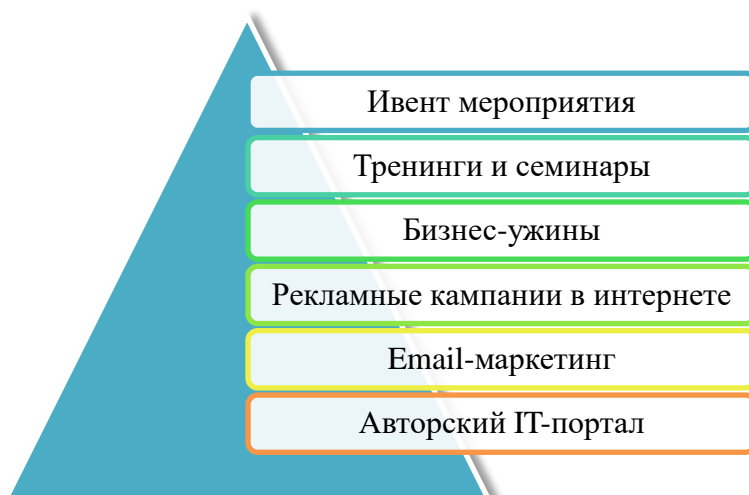 Ивент мероприятия
Тренинги и семинары
Бизнес-ужины
Рекламные кампании в интернете
Email-маркетинг
Авторский IT-портал